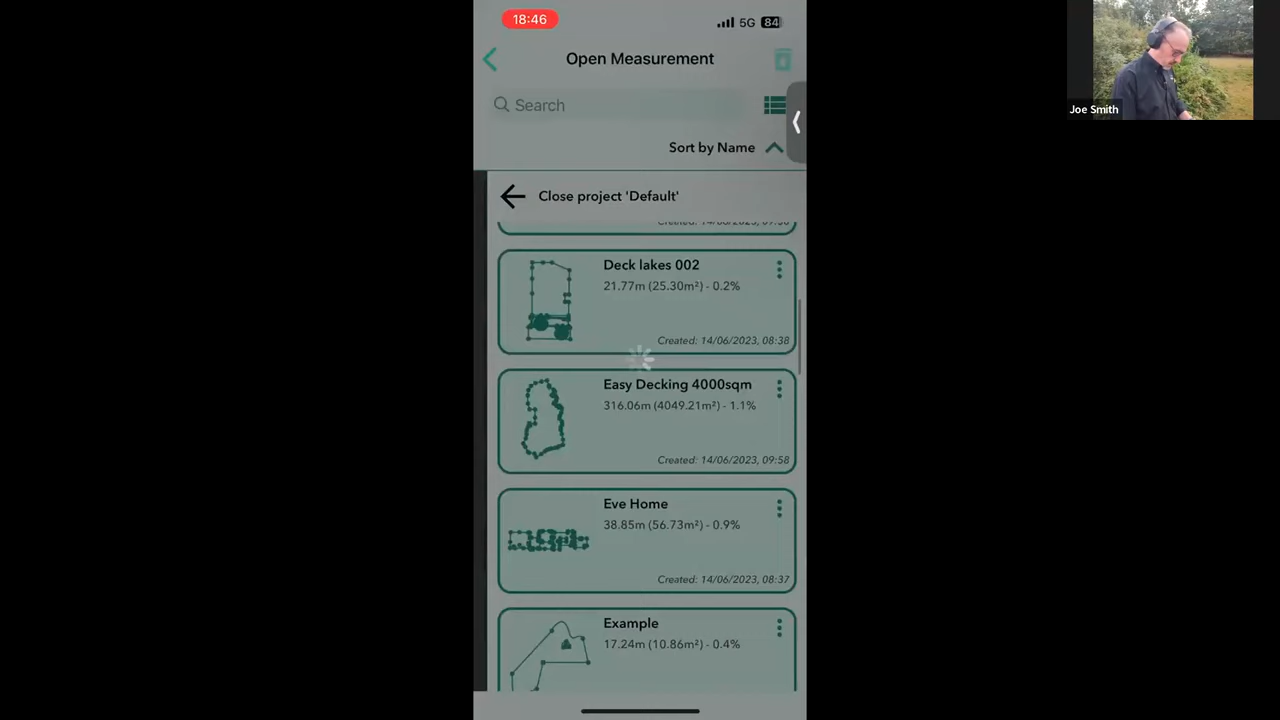 18:46
5G 84
Open Measurement
Search
Sort by Name
Close project 'Default'
Deck lakes 002
21.77m (25.30m²) - 0.2%
Created: 14/06/2023, 08:38
Easy Decking 4000sqm
316.06m (4049.21m²) - 1.1%
Created: 14/06/2023, 09:58
Eve Home
38.85m (56.73m²) - 0.9%
Created: 14/06/2023, 08:37
Example
17.24m (10.86m²) - 0.4%
Joe Smith